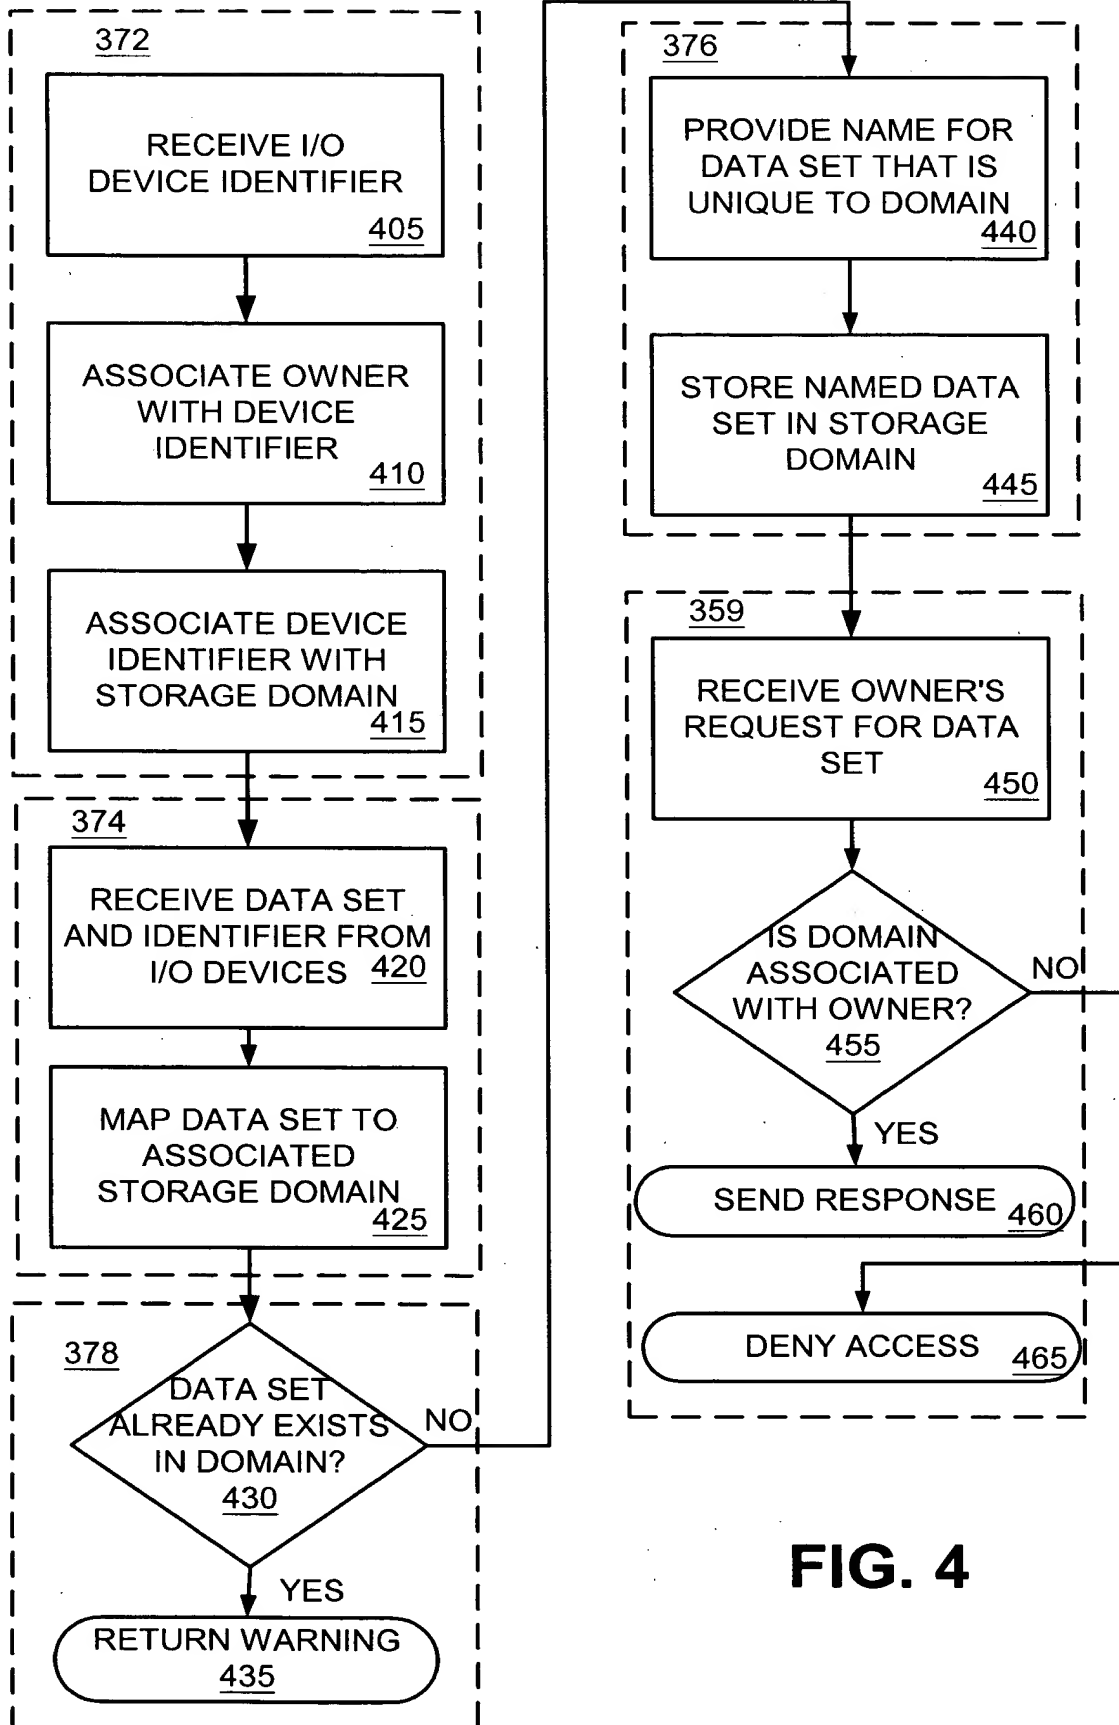 372
RECEIVE I/O
DEVICE IDENTIFIER
405
ASSOCIATE OWNER
WITH DEVICE
IDENTIFIER
410
ASSOCIATE DEVICE
IDENTIFIER WITH
STORAGE DOMAIN
415
374
RECEIVE DATA SET
AND IDENTIFIER FROM
I/O DEVICES 420
MAP DATA SET TO
ASSOCIATED
STORAGE DOMAIN
425
378
DATA SET
ALREADY EXISTS
IN DOMAIN?
430
NO
YES
RETURN WARNING
435
376
PROVIDE NAME FOR
DATA SET THAT IS
UNIQUE TO DOMAIN
440
STORE NAMED DATA
SET IN STORAGE
DOMAIN
445
359
RECEIVE OWNER'S
REQUEST FOR DATA
SET
450
IS DOMAIN
ASSOCIATED
WITH OWNER?
455
NO
YES
SEND RESPONSE 460
DENY ACCESS 465
FIG. 4